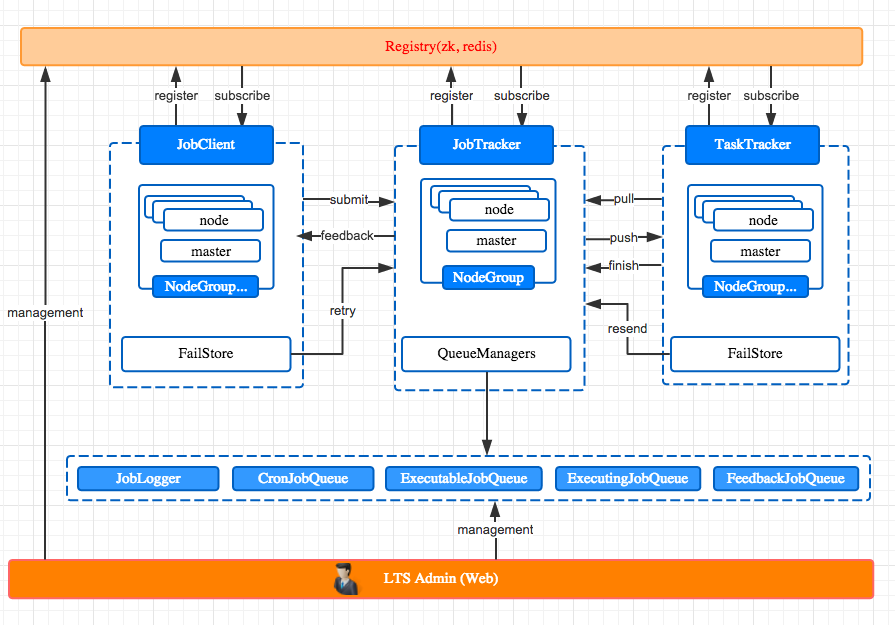 Registry(zk, redis)
register
subscribe
register
subscribe
register
subscribe
JobClient
JobTracker
TaskTracker
node
master
NodeGroup...
FailStore
submit
feedback
retry
node
master
NodeGroup
QueueManagers
pull
push
finish
resend
node
master
NodeGroup...
FailStore
management
JobLogger
CronJobQueue
ExecutableJobQueue
ExecutingJobQueue
FeedbackJobQueue
management
LTS Admin (Web)